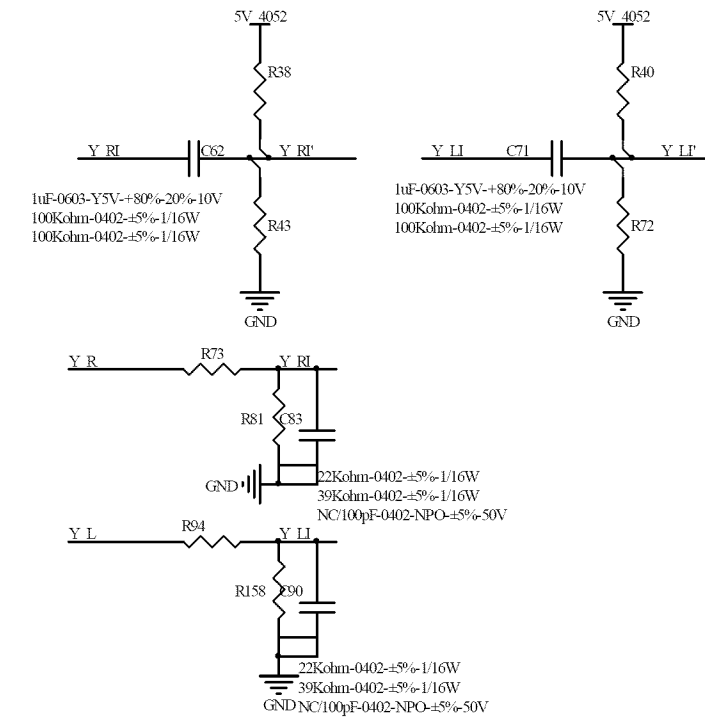 5V_4052
5V_4052
R38
R40
Y_RI
C62
Y_RI'
Y_LI
C71
Y_LI'
1uF-0603-Y5V-+80%-20%-10V
100Kohm-0402-±5%-1/16W
100Kohm-0402-±5%-1/16W
1uF-0603-Y5V-+80%-20%-10V
100Kohm-0402-±5%-1/16W
100Kohm-0402-±5%-1/16W
R43
R72
GND
GND
Y_R
R73
Y_RI
R81
C83
GND
22Kohm-0402-±5%-1/16W
39Kohm-0402-±5%-1/16W
NC/100pF-0402-NPO-±5%-50V
Y_L
R94
Y_LI
R158
C90
22Kohm-0402-±5%-1/16W
39Kohm-0402-±5%-1/16W
GND
NC/100pF-0402-NPO-±5%-50V